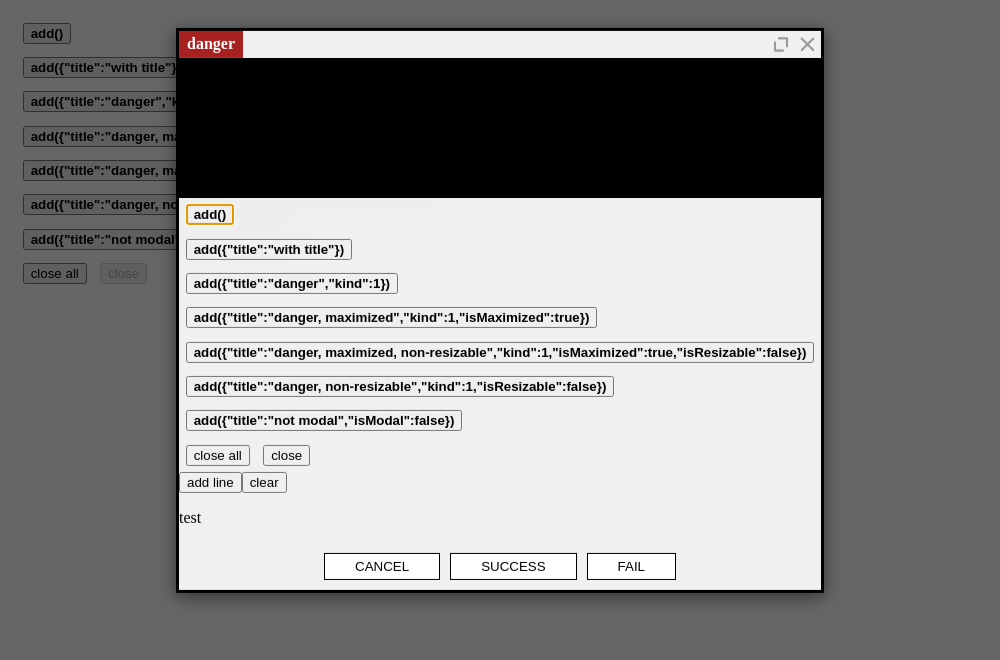 add()
add({"title":"with title"}
add({"title":"danger","k
add({"title":"danger, ma
add({"title":"danger, ma
add({"title":"danger, no
add({"title":"not modal"
close all close
danger
add()
add({"title":"with title"})
add({"title":"danger","kind":1})
add({"title":"danger, maximized","kind":1,"isMaximized":true})
add({"title":"danger, maximized, non-resizable","kind":1,"isMaximized":true,"isResizable":false})
add({"title":"danger, non-resizable","kind":1,"isResizable":false})
add({"title":"not modal","isModal":false})
close all close
add line clear
test
CANCEL SUCCESS FAIL